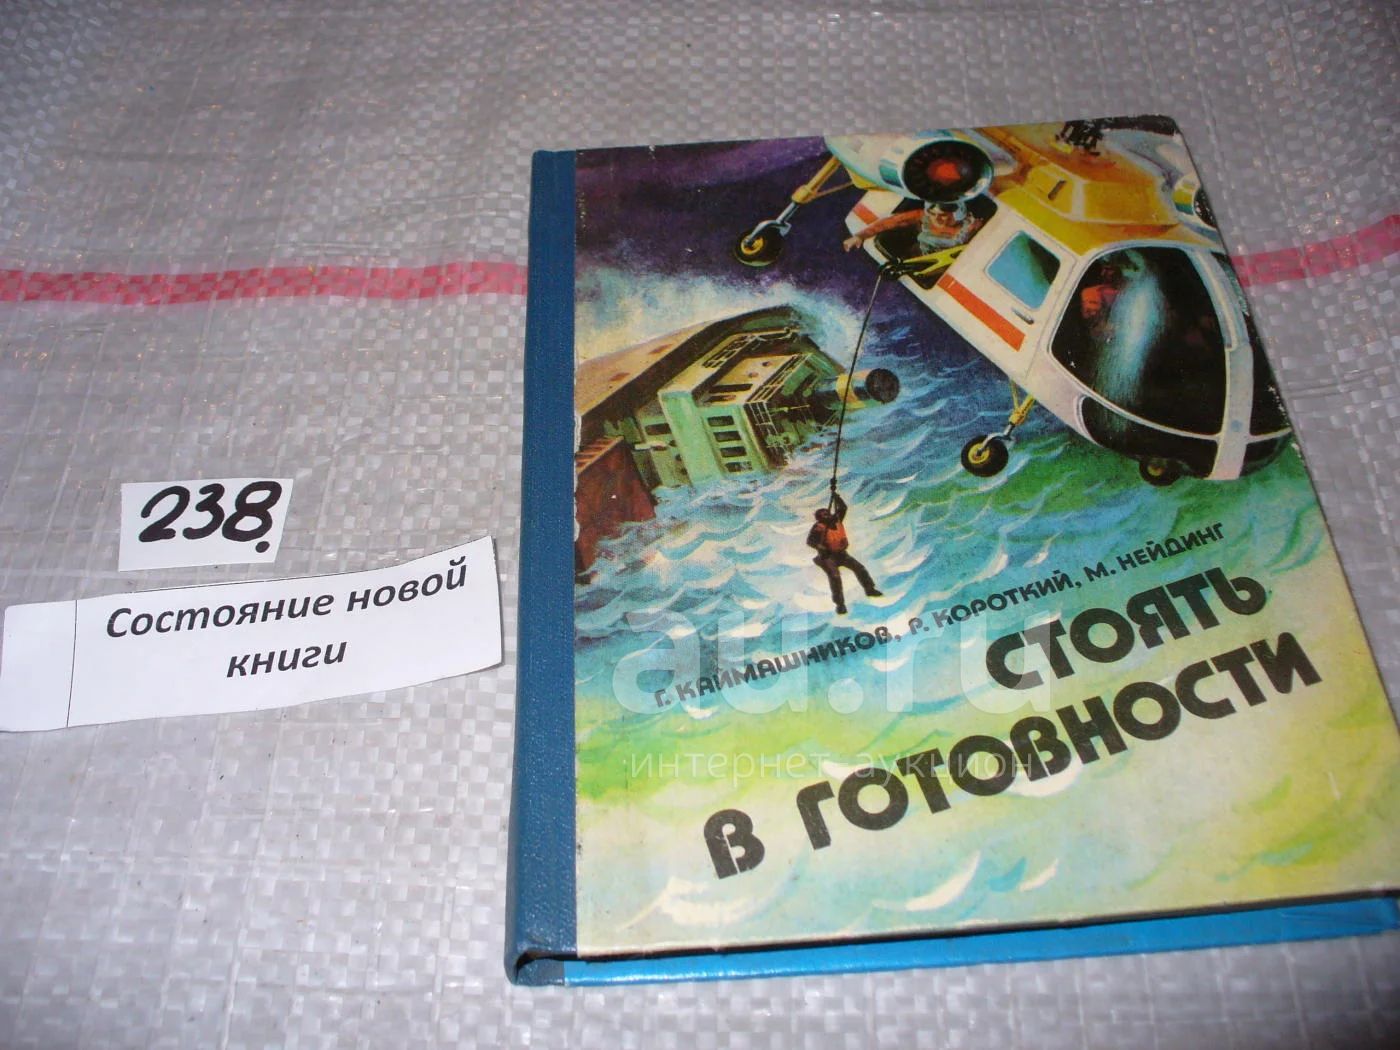 238.
Состояние новой
книги
Г. КАЙМАШНИКОВ, Р. КОРОТКИЙ, М. НЕЙДИНГ
СТОЯТЬ
В ГОТОВНОСТИ
au.ru
интернет-аукцион